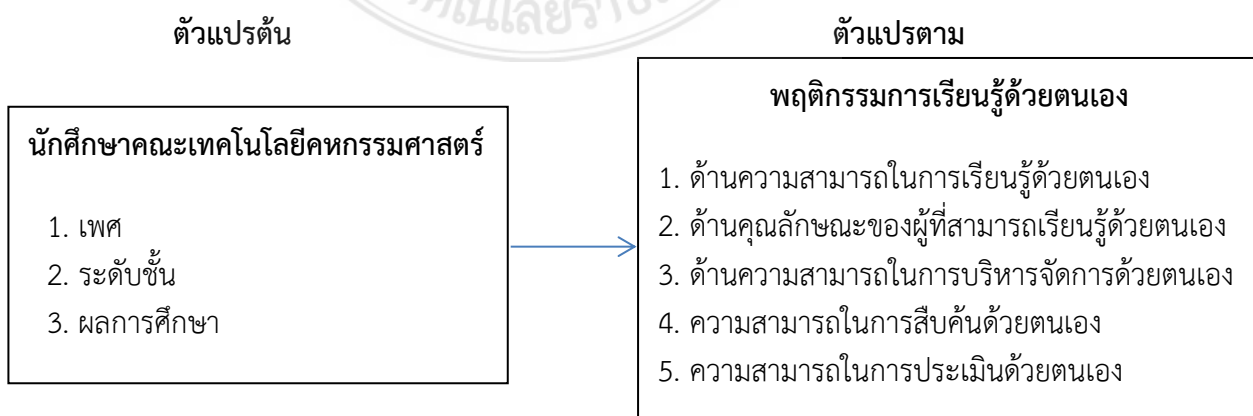 ตัวแปรต้น
ตัวแปรตาม
นักศึกษาคณะเทคโนโลยีคหกรรมศาสตร์
1. เพศ
2. ระดับชั้น
3. ผลการศึกษา
พฤติกรรมการเรียนรู้ด้วยตนเอง
1. ด้านความสามารถในการเรียนรู้ด้วยตนเอง
2. ด้านคุณลักษณะของผู้ที่สามารถเรียนรู้ด้วยตนเอง
3. ด้านความสามารถในการบริหารจัดการด้วยตนเอง
4. ความสามารถในการสืบค้นด้วยตนเอง
5. ความสามารถในการประเมินด้วยตนเอง